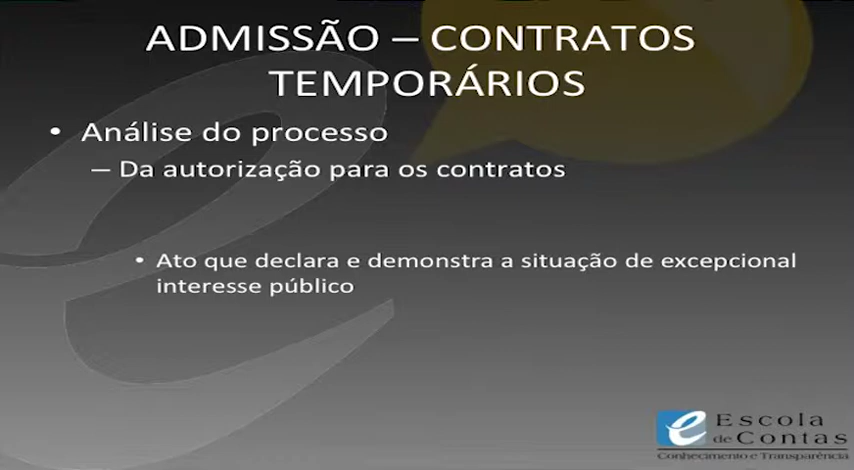 ADMISSÃO – CONTRATOS
TEMPORÁRIOS
• Análise do processo
– Da autorização para os contratos
• Ato que declara e demonstra a situação de excepcional
interesse público
e Escola
de Contas
Conhecimento e Transparência